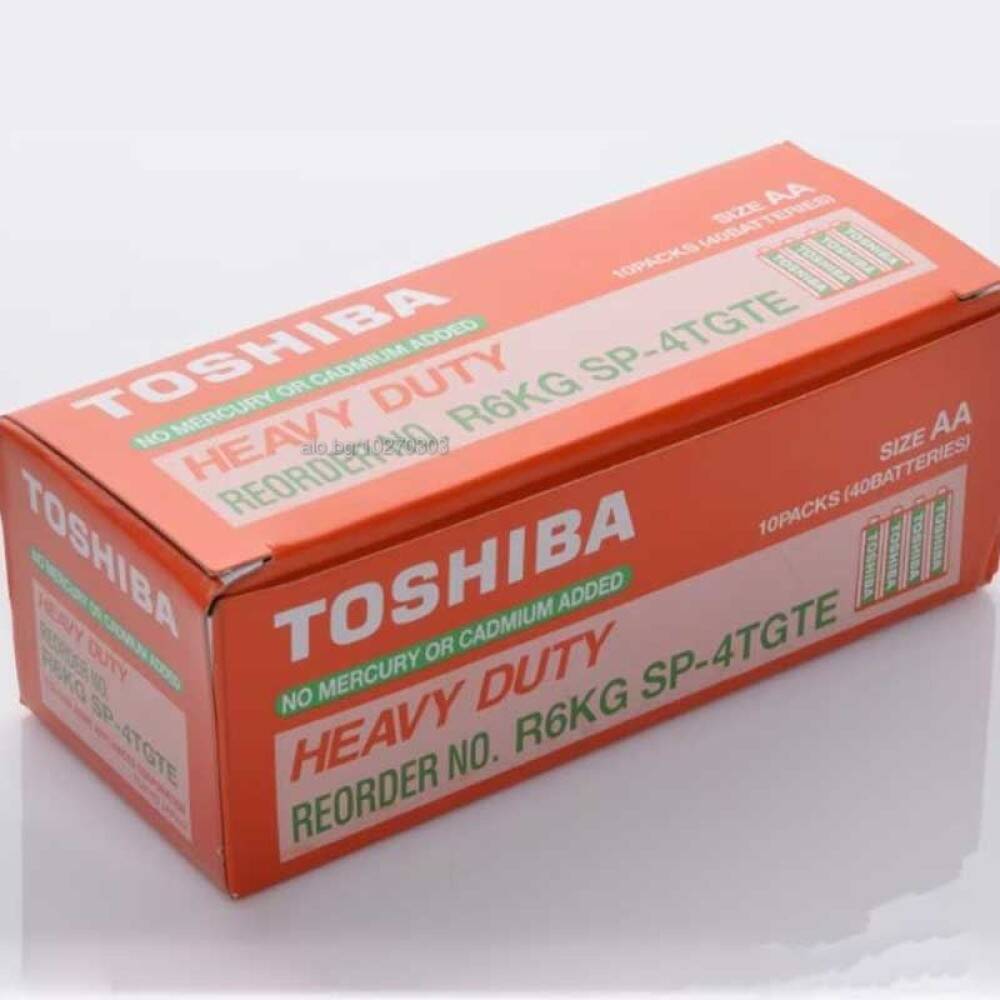 SIZE AA
10PACKS (40BATTERIES)
TOSHIBA
NO MERCURY OR CADMIUM ADDED
HEAVY DUTY
REORDER NO. R6KG SP-4TGTE
TOSHIBA
TOSHIBA
TOSHIBA
TOSHIBA
alo.bg/10270303
TOSHIBA
NO MERCURY OR CADMIUM ADDED
HEAVY DUTY
REORDER NO.
R6KG SP-4TGTE
SIZE AA
10PACKS (40BATTERIES)
TOSHIBA
NO MERCURY OR CADMIUM ADDED
HEAVY DUTY
REORDER NO. R6KG SP-4TGTE
TOSHIBA
TOSHIBA
TOSHIBA
TOSHIBA